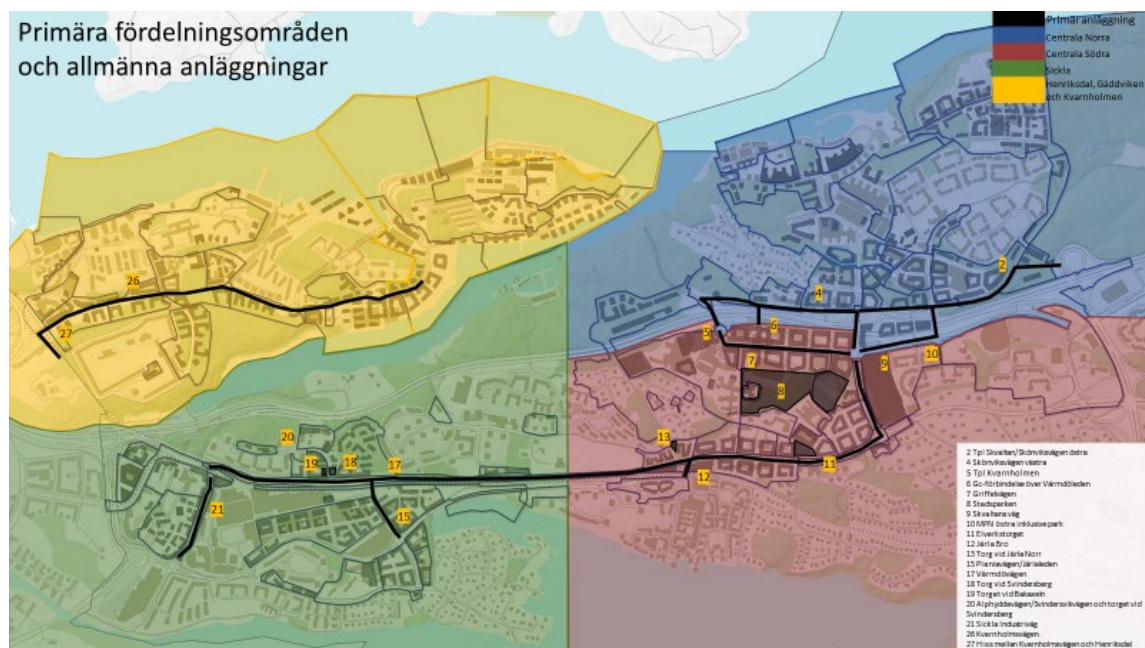 Primära fördelningsområden
och allmänna anläggningar
Primär anläggning
Centrala Norra
Centrala Södra
Sickla
Henriksdal, Gäddviken
och Kvarnholmen
26
27
2
4
5
6
7
8
9
10
20
19
18
17
13
12
11
21
15
2 Tpl Skvaltan/Skönviksvägen östra
4 Skönviksvägen västra
5 Tpl Kvarnholmen
6 Gc-förbindelse över Värmdöleden
7 Griffelvägen
8 Stadsparken
9 Skvaltans väg
10 MPN östra inklusive park
11 Elverkstorget
12 Järla Bro
13 Torg vid Järla Norr
15 Planiavägen/Järlaleden
17 Värmdövägen
18 Torg vid Svindersberg
19 Torget vid
20 Alphyddevägen/Svindersvikvägen och torget vid
Svindersberg
21 Sickla Industriväg
26 Kvarnholmsvägen
27 Hiss mellan Kvarnholmsvägen och Henriksdal